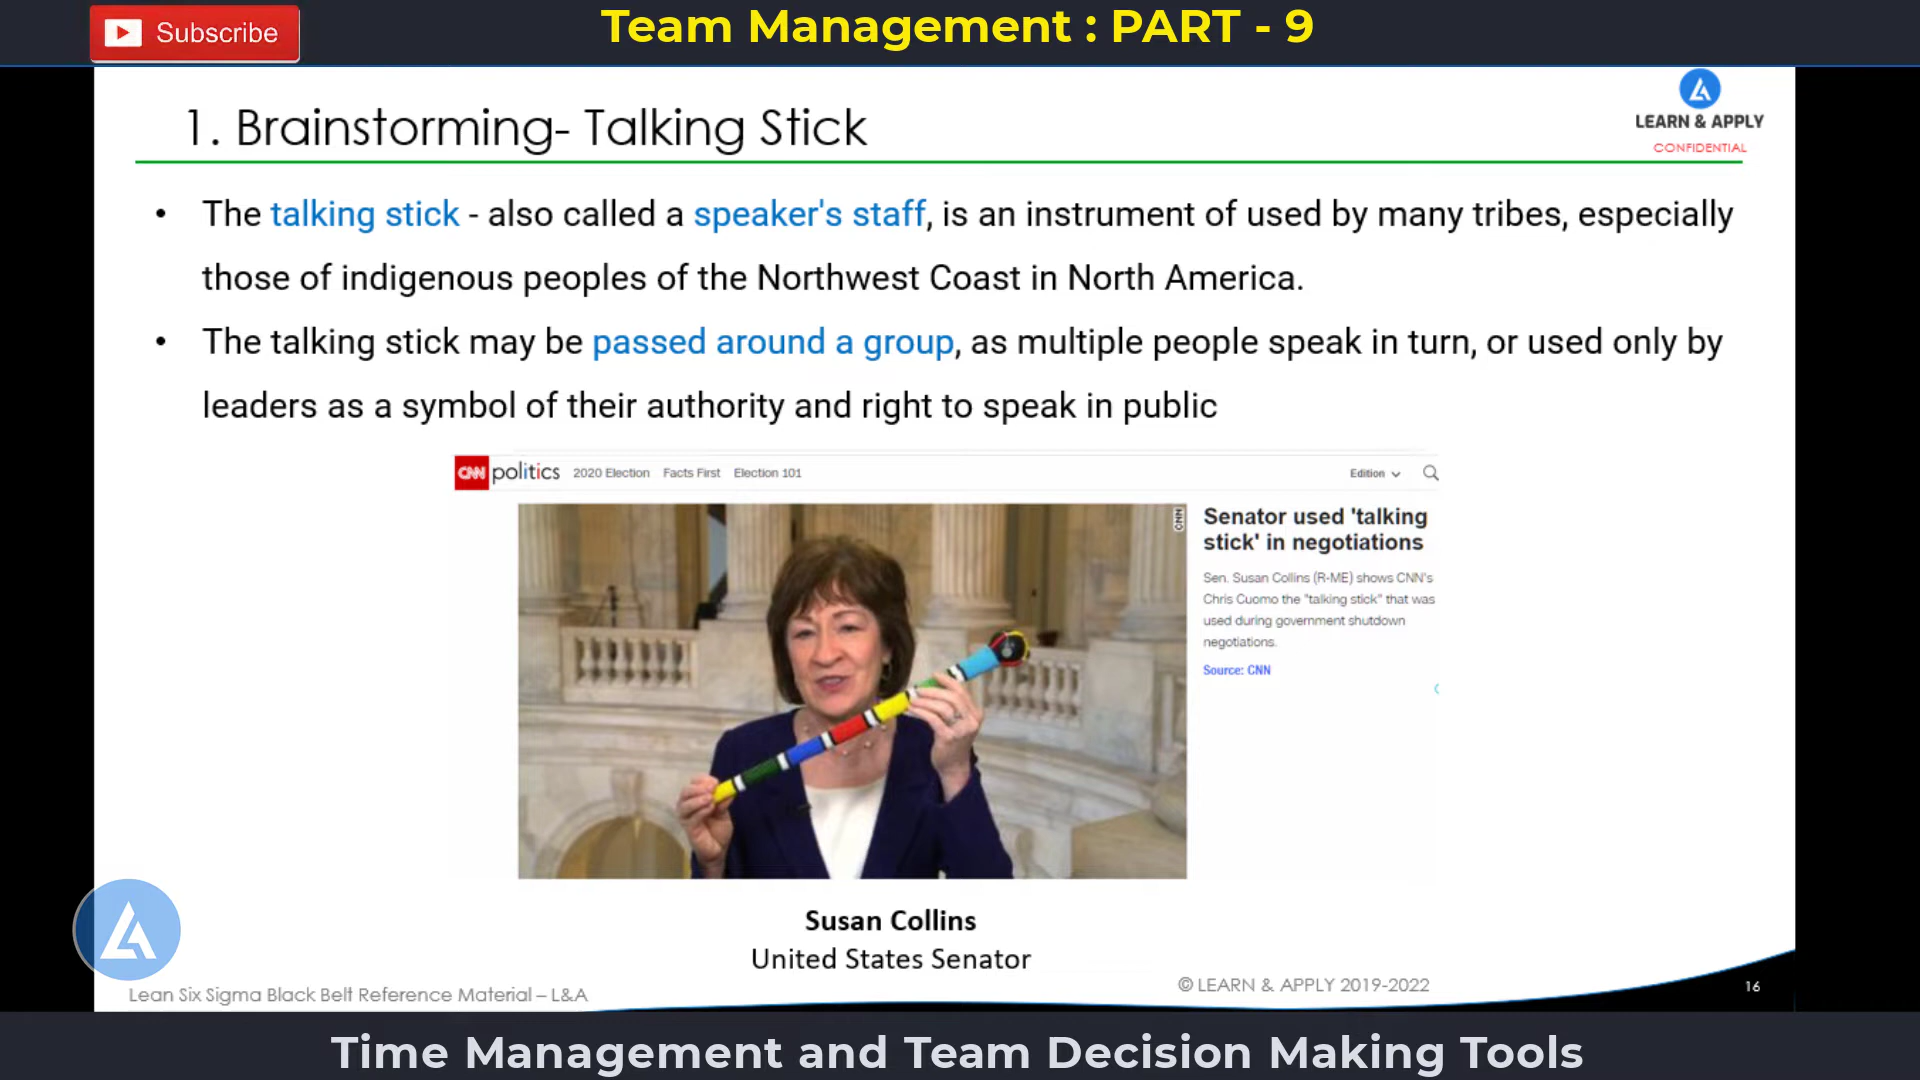 Subscribe
Team Management : PART - 9
1. Brainstorming- Talking Stick
LEARN & APPLY
CONFIDENTIAL
• The talking stick - also called a speaker's staff, is an instrument of used by many tribes, especially
those of indigenous peoples of the Northwest Coast in North America.
• The talking stick may be passed around a group, as multiple people speak in turn, or used only by
leaders as a symbol of their authority and right to speak in public
CNN politics 2020 Election Facts First Election 101 Edition
CNN
Senator used 'talking
stick' in negotiations
Sen. Susan Collins (R-ME) shows CNN's
Chris Cuomo the "talking stick" that was
used during government shutdown
negotiations.
Source: CNN
Susan Collins
United States Senator
Lean Six Sigma Black Belt Reference Material – L&A
© LEARN & APPLY 2019-2022
16
Time Management and Team Decision Making Tools